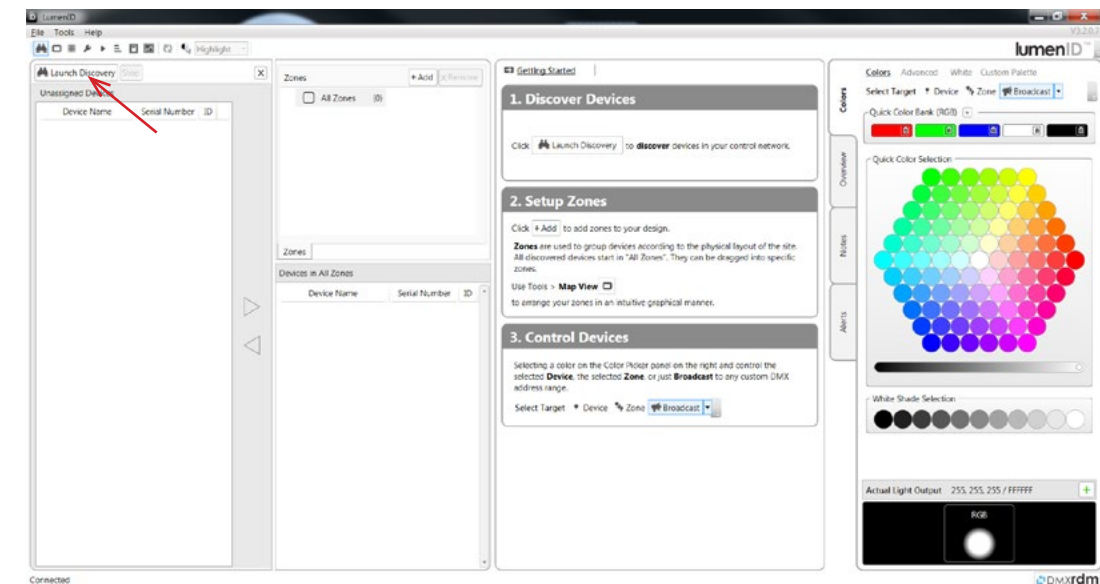 LumenID
File Tools Help
V3.2.0.7
Highlight
lumenID™
Launch Discovery Stop X
Unassigned Devices
Device Name Serial Number ID
Zones + Add x Remove
All Zones (0)
Zones
Devices in All Zones
Device Name Serial Number ID
Getting Started
1. Discover Devices
Click Launch Discovery to discover devices in your control network.
2. Setup Zones
Click + Add to add zones to your design.
Zones are used to group devices according to the physical layout of the site.
All discovered devices start in "All Zones". They can be dragged into specific
zones.
Use Tools > Map View
to arrange your zones in an intuitive graphical manner.
3. Control Devices
Selecting a color on the Color Picker panel on the right and control the
selected Device, the selected Zone, or just Broadcast to any custom DMX
address range.
Select Target Device Zone Broadcast
Colors
Overview
Notes
Alerts
Colors Advanced White Custom Palette
Select Target Device Zone Broadcast
Quick Color Bank (RGB) +
Quick Color Selection
White Shade Selection
Actual Light Output 255, 255, 255 / FFFFFF +
RGB
Connected
DMXrdm